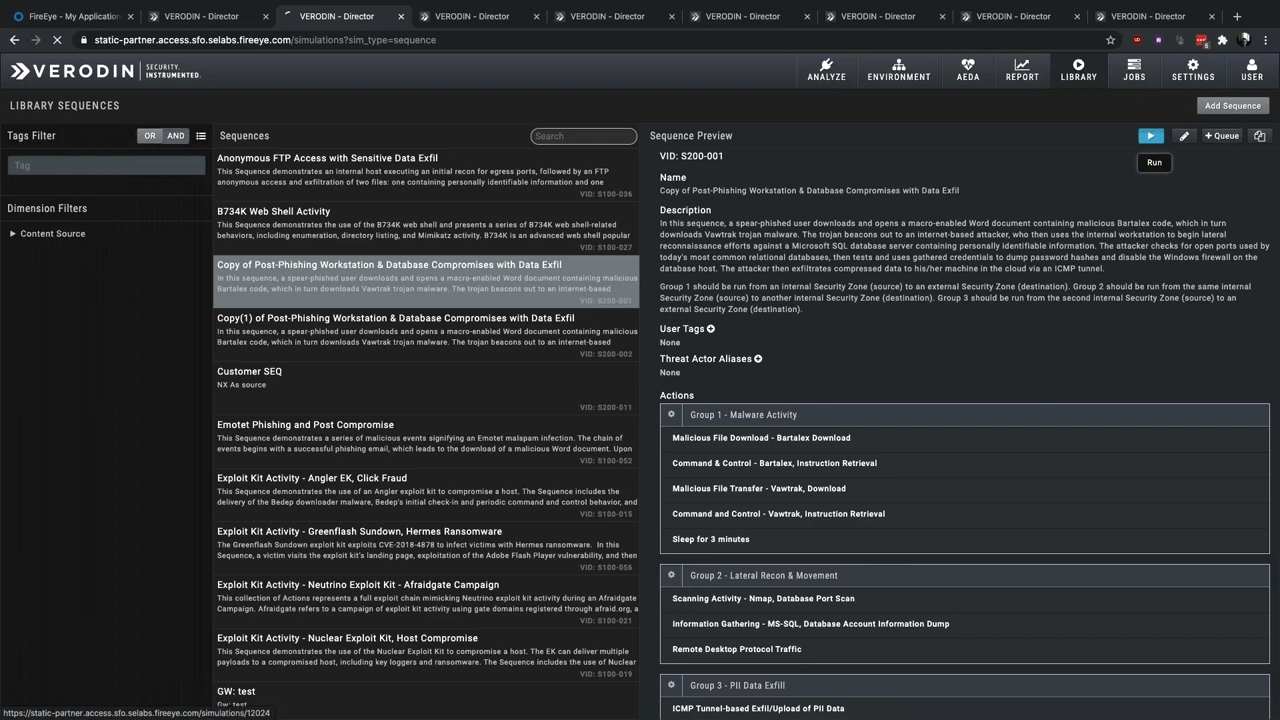 FireEye - My Application
VERODIN - Director
VERODIN - Director
VERODIN - Director
VERODIN - Director
VERODIN - Director
VERODIN - Director
VERODIN - Director
VERODIN - Director
static-partner.access.sfo.selabs.fireeye.com/simulations?sim_type=sequence
VERODIN
SECURITY,
INSTRUMENTED.
ANALYZE
ENVIRONMENT
AEDA
REPORT
LIBRARY
JOBS
SETTINGS
USER
LIBRARY SEQUENCES
Add Sequence
Tags Filter
OR
AND
Tag
Dimension Filters
Content Source
Sequences
Search
Anonymous FTP Access with Sensitive Data Exfil
This Sequence demonstrates an internal host executing an initial recon for egress ports, followed by an FTP
anonymous access and exfiltration of two files: one containing personally identifiable information and one
VID: S100-036
B734K Web Shell Activity
This Sequence demonstrates the use of the B734K web shell and presents a series of B734K web shell-related
behaviors, including enumeration, directory listing, and Mimikatz activity. B734K is an advanced web shell popular
VID: S100-027
Copy of Post-Phishing Workstation & Database Compromises with Data Exfil
In this sequence, a spear-phished user downloads and opens a macro-enabled Word document containing malicious
Bartalex code, which in turn downloads Vawtrak trojan malware. The trojan beacons out to an internet-based
VID: S200-001
Copy(1) of Post-Phishing Workstation & Database Compromises with Data Exfil
In this sequence, a spear-phished user downloads and opens a macro-enabled Word document containing malicious
Bartalex code, which in turn downloads Vawtrak trojan malware. The trojan beacons out to an internet-based
VID: S200-002
Customer SEQ
NX As source
VID: S200-011
Emotet Phishing and Post Compromise
This Sequence demonstrates a series of malicious events signifying an Emotet malspam infection. The chain of
events begins with a successful phishing email, which leads to the download of a malicious Word document. Upon
VID: S100-052
Exploit Kit Activity - Angler EK, Click Fraud
This Sequence demonstrates the use of an Angler exploit kit to compromise a host. The Sequence includes the
delivery of the Bedep downloader malware, Bedep's initial check-in and periodic command and control behavior, and
VID: S100-015
Exploit Kit Activity - Greenflash Sundown, Hermes Ransomware
The Greenflash Sundown exploit kit exploits CVE-2018-4878 to infect victims with Hermes ransomware. In this
Sequence, a victim visits the exploit kit's landing page, exploitation of the Adobe Flash Player vulnerability, and then
VID: S100-056
Exploit Kit Activity - Neutrino Exploit Kit - Afraidgate Campaign
This collection of Actions represents a full exploit chain mimicking Neutrino exploit kit activity during an Afraidgate
Campaign. Afraidgate refers to a campaign of exploit kit activity using gate domains registered through afraid.org, a
VID: S100-021
Exploit Kit Activity - Nuclear Exploit Kit, Host Compromise
This Sequence demonstrates the use of the Nuclear Exploit Kit to compromise a host. The EK can deliver multiple
payloads to a compromised host, including key loggers and ransomware. The Sequence includes the use of Nuclear
VID: S100-019
GW: test
Gw: test
https://static-partner.access.sfo.selabs.fireeye.com/simulations/12024
Sequence Preview
+ Queue
Run
VID: S200-001
Name
Copy of Post-Phishing Workstation & Database Compromises with Data Exfil
Description
In this sequence, a spear-phished user downloads and opens a macro-enabled Word document containing malicious Bartalex code, which in turn
downloads Vawtrak trojan malware. The trojan beacons out to an internet-based attacker, who then uses the internal workstation to begin lateral
reconnaissance efforts against a Microsoft SQL database server containing personally identifiable information. The attacker checks for open ports used by
today's most common relational databases, then tests and uses gathered credentials to dump password hashes and disable the Windows firewall on the
database host. The attacker then exfiltrates compressed data to his/her machine in the cloud via an ICMP tunnel.
Group 1 should be run from an internal Security Zone (source) to an external Security Zone (destination). Group 2 should be run from the same internal
Security Zone (source) to another internal Security Zone (destination). Group 3 should be run from the second internal Security Zone (source) to an
external Security Zone (destination).
User Tags
None
Threat Actor Aliases
None
Actions
Group 1 - Malware Activity
Malicious File Download - Bartalex Download
Command & Control - Bartalex, Instruction Retrieval
Malicious File Transfer - Vawtrak, Download
Command and Control - Vawtrak, Instruction Retrieval
Sleep for 3 minutes
Group 2 - Lateral Recon & Movement
Scanning Activity - Nmap, Database Port Scan
Information Gathering - MS-SQL, Database Account Information Dump
Remote Desktop Protocol Traffic
Group 3 - PII Data Exfill
ICMP Tunnel-based Exfil/Upload of PII Data